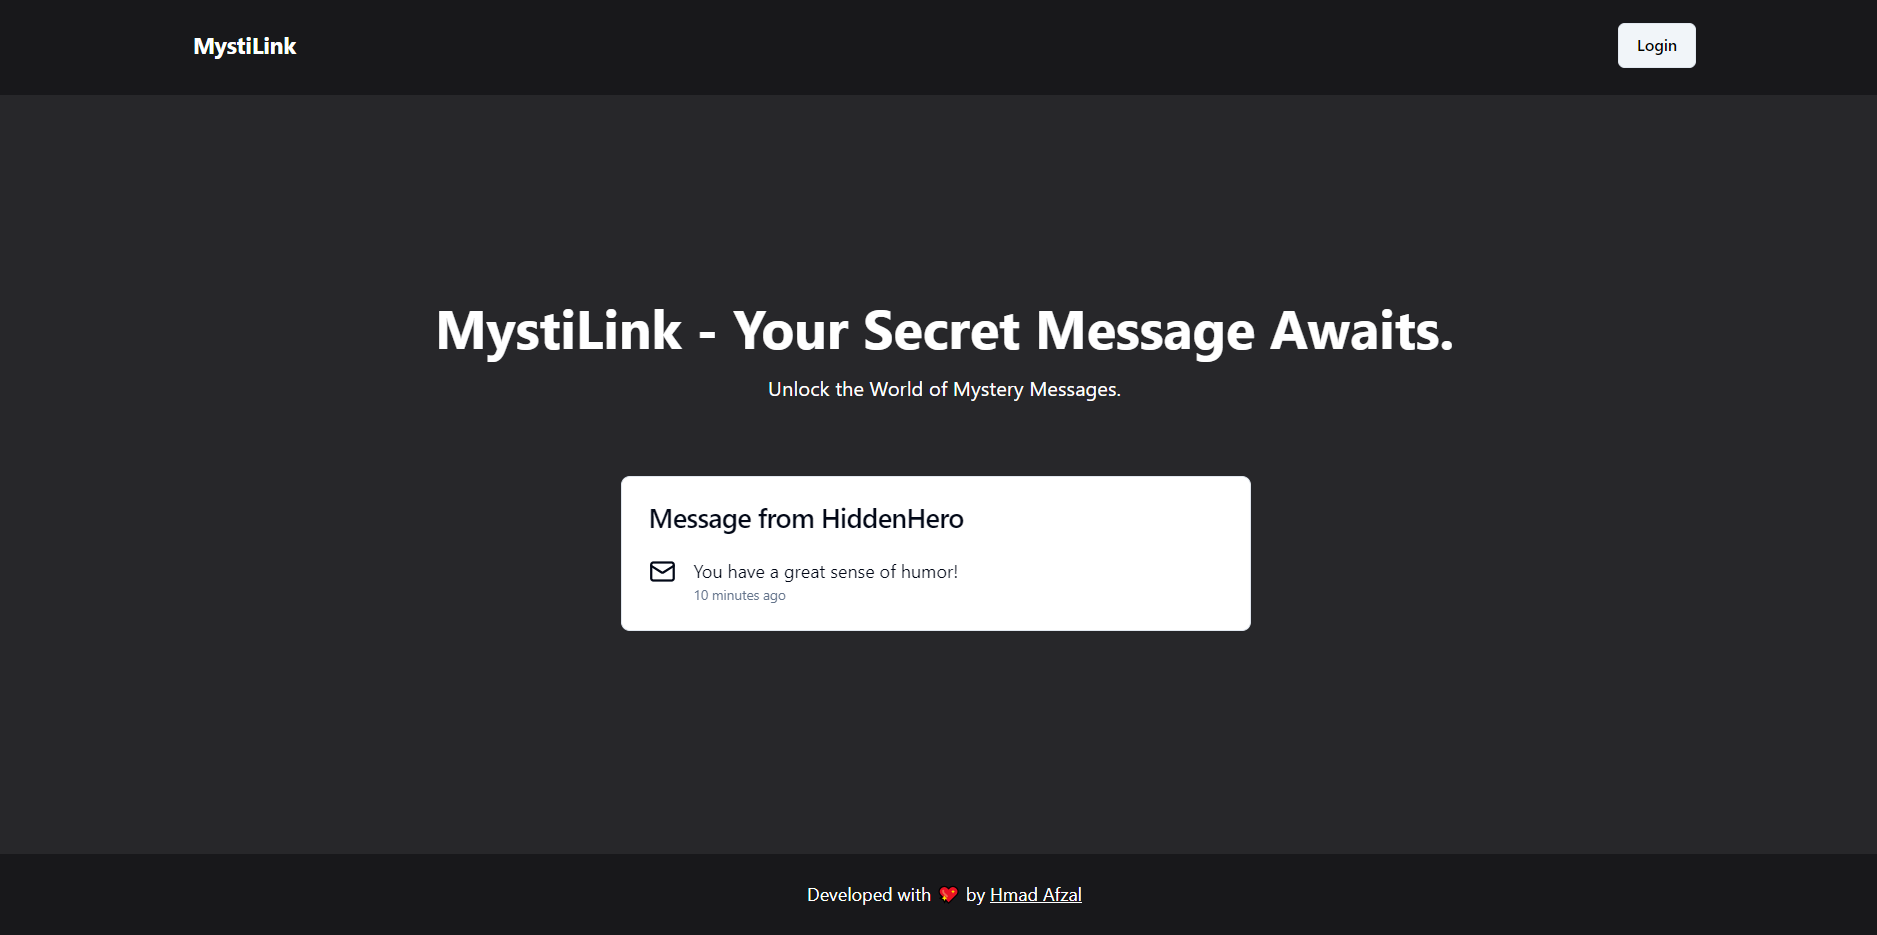 MystiLink
Login
MystiLink - Your Secret Message Awaits.
Unlock the World of Mystery Messages.
Message from HiddenHero
You have a great sense of humor!
10 minutes ago
Developed with 💖 by Hmad Afzal